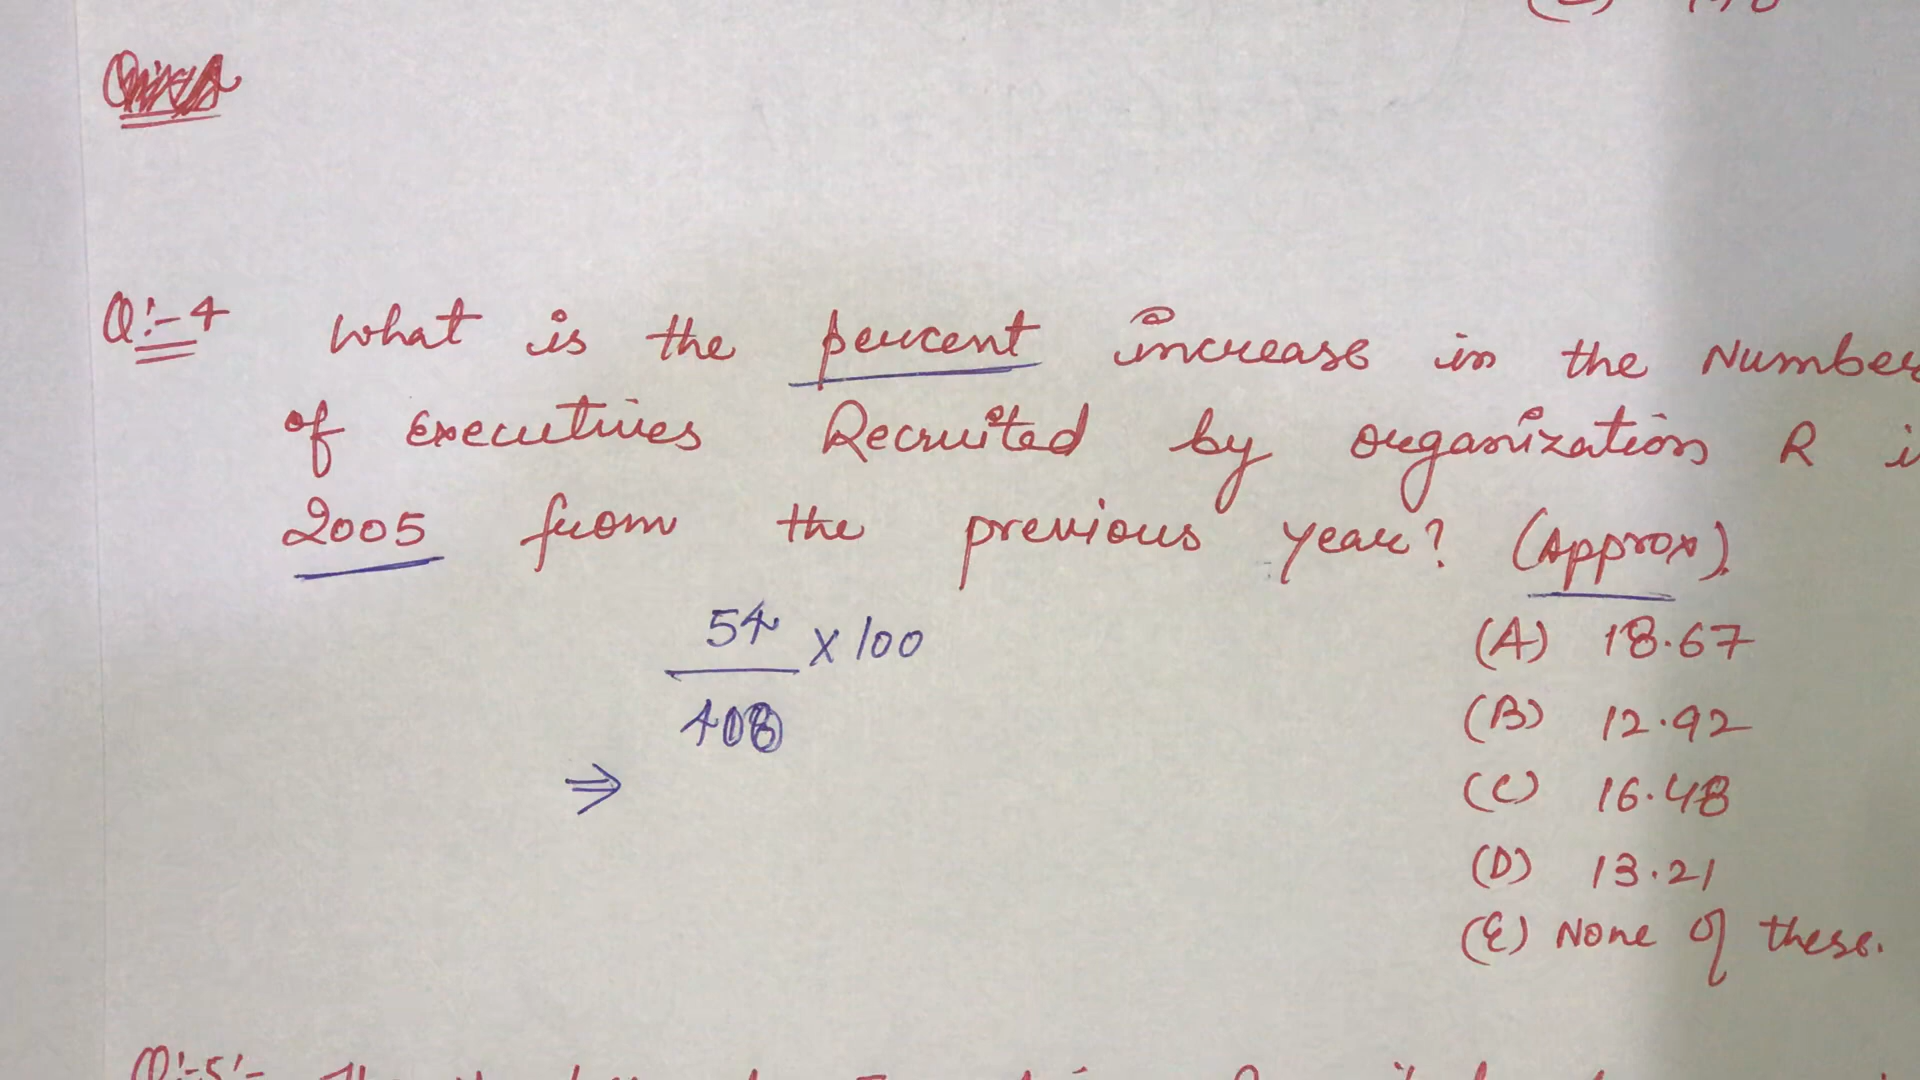 Q:-4 What is the percent increase in the Number
of Executives Recruited by organization R i
2005 from the previous year? (Approx).
54
× 100
408
⇒
(A) 18.67
(B) 12.92
(C) 16.48
(D) 13.21
(E) None of these.
Q:-5:-